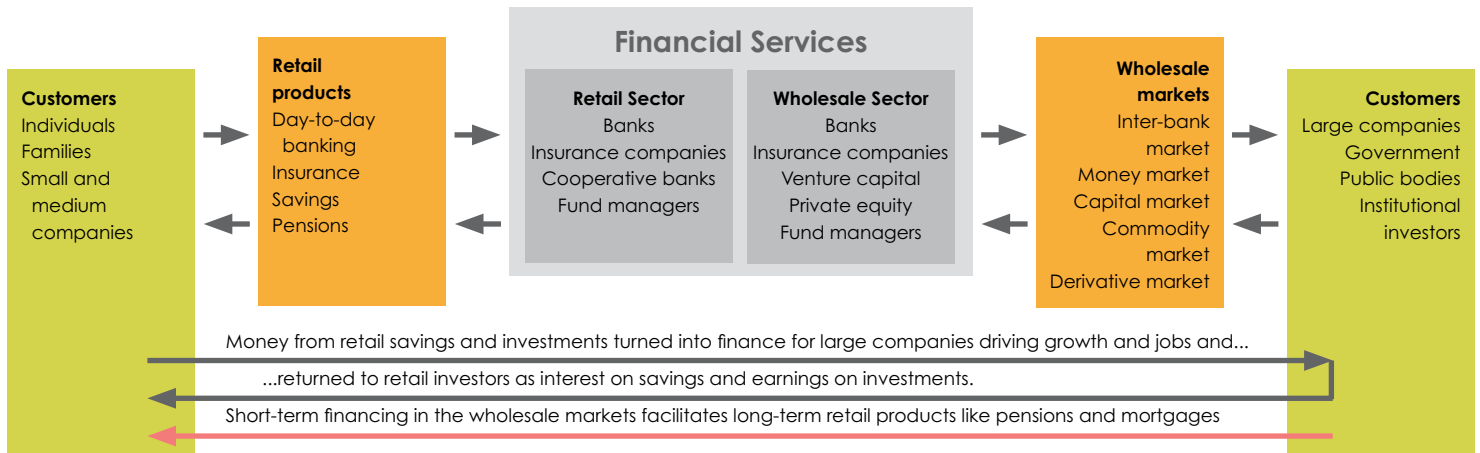 Financial Services
Customers
Individuals
Families
Small and
medium
companies
Retail
products
Day-to-day
banking
Insurance
Savings
Pensions
Retail Sector
Banks
Insurance companies
Cooperative banks
Fund managers
Wholesale Sector
Banks
Insurance companies
Venture capital
Private equity
Fund managers
Wholesale
markets
Inter-bank
market
Money market
Capital market
Commodity
market
Derivative market
Customers
Large companies
Government
Public bodies
Institutional
investors
Money from retail savings and investments turned into finance for large companies driving growth and jobs and...
...returned to retail investors as interest on savings and earnings on investments.
Short-term financing in the wholesale markets facilitates long-term retail products like pensions and mortgages